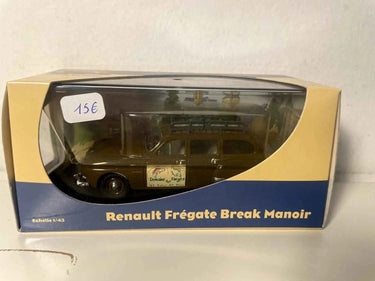 15€
Echelle 1:43
Renault Frégate Break Manoir